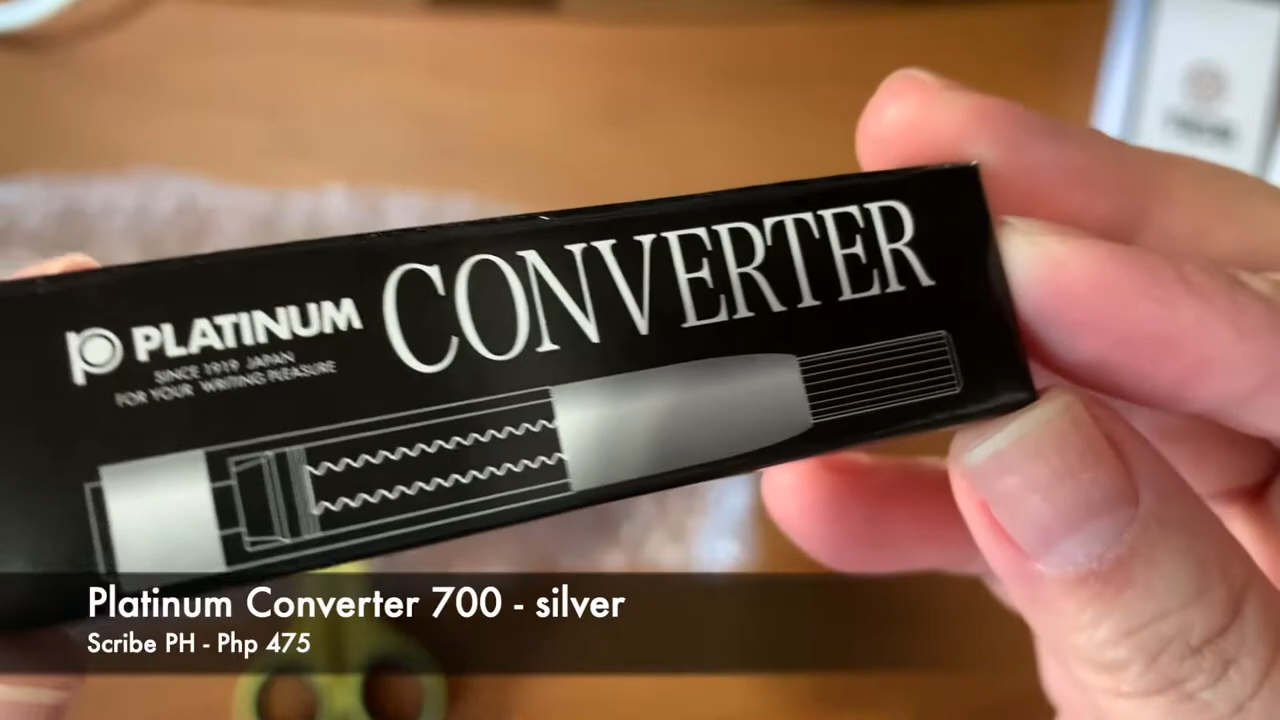 PLATINUM
SINCE 1919 JAPAN
FOR YOUR WRITING PLEASURE
CONVERTER
Platinum Converter 700 - silver
Scribe PH - Php 475